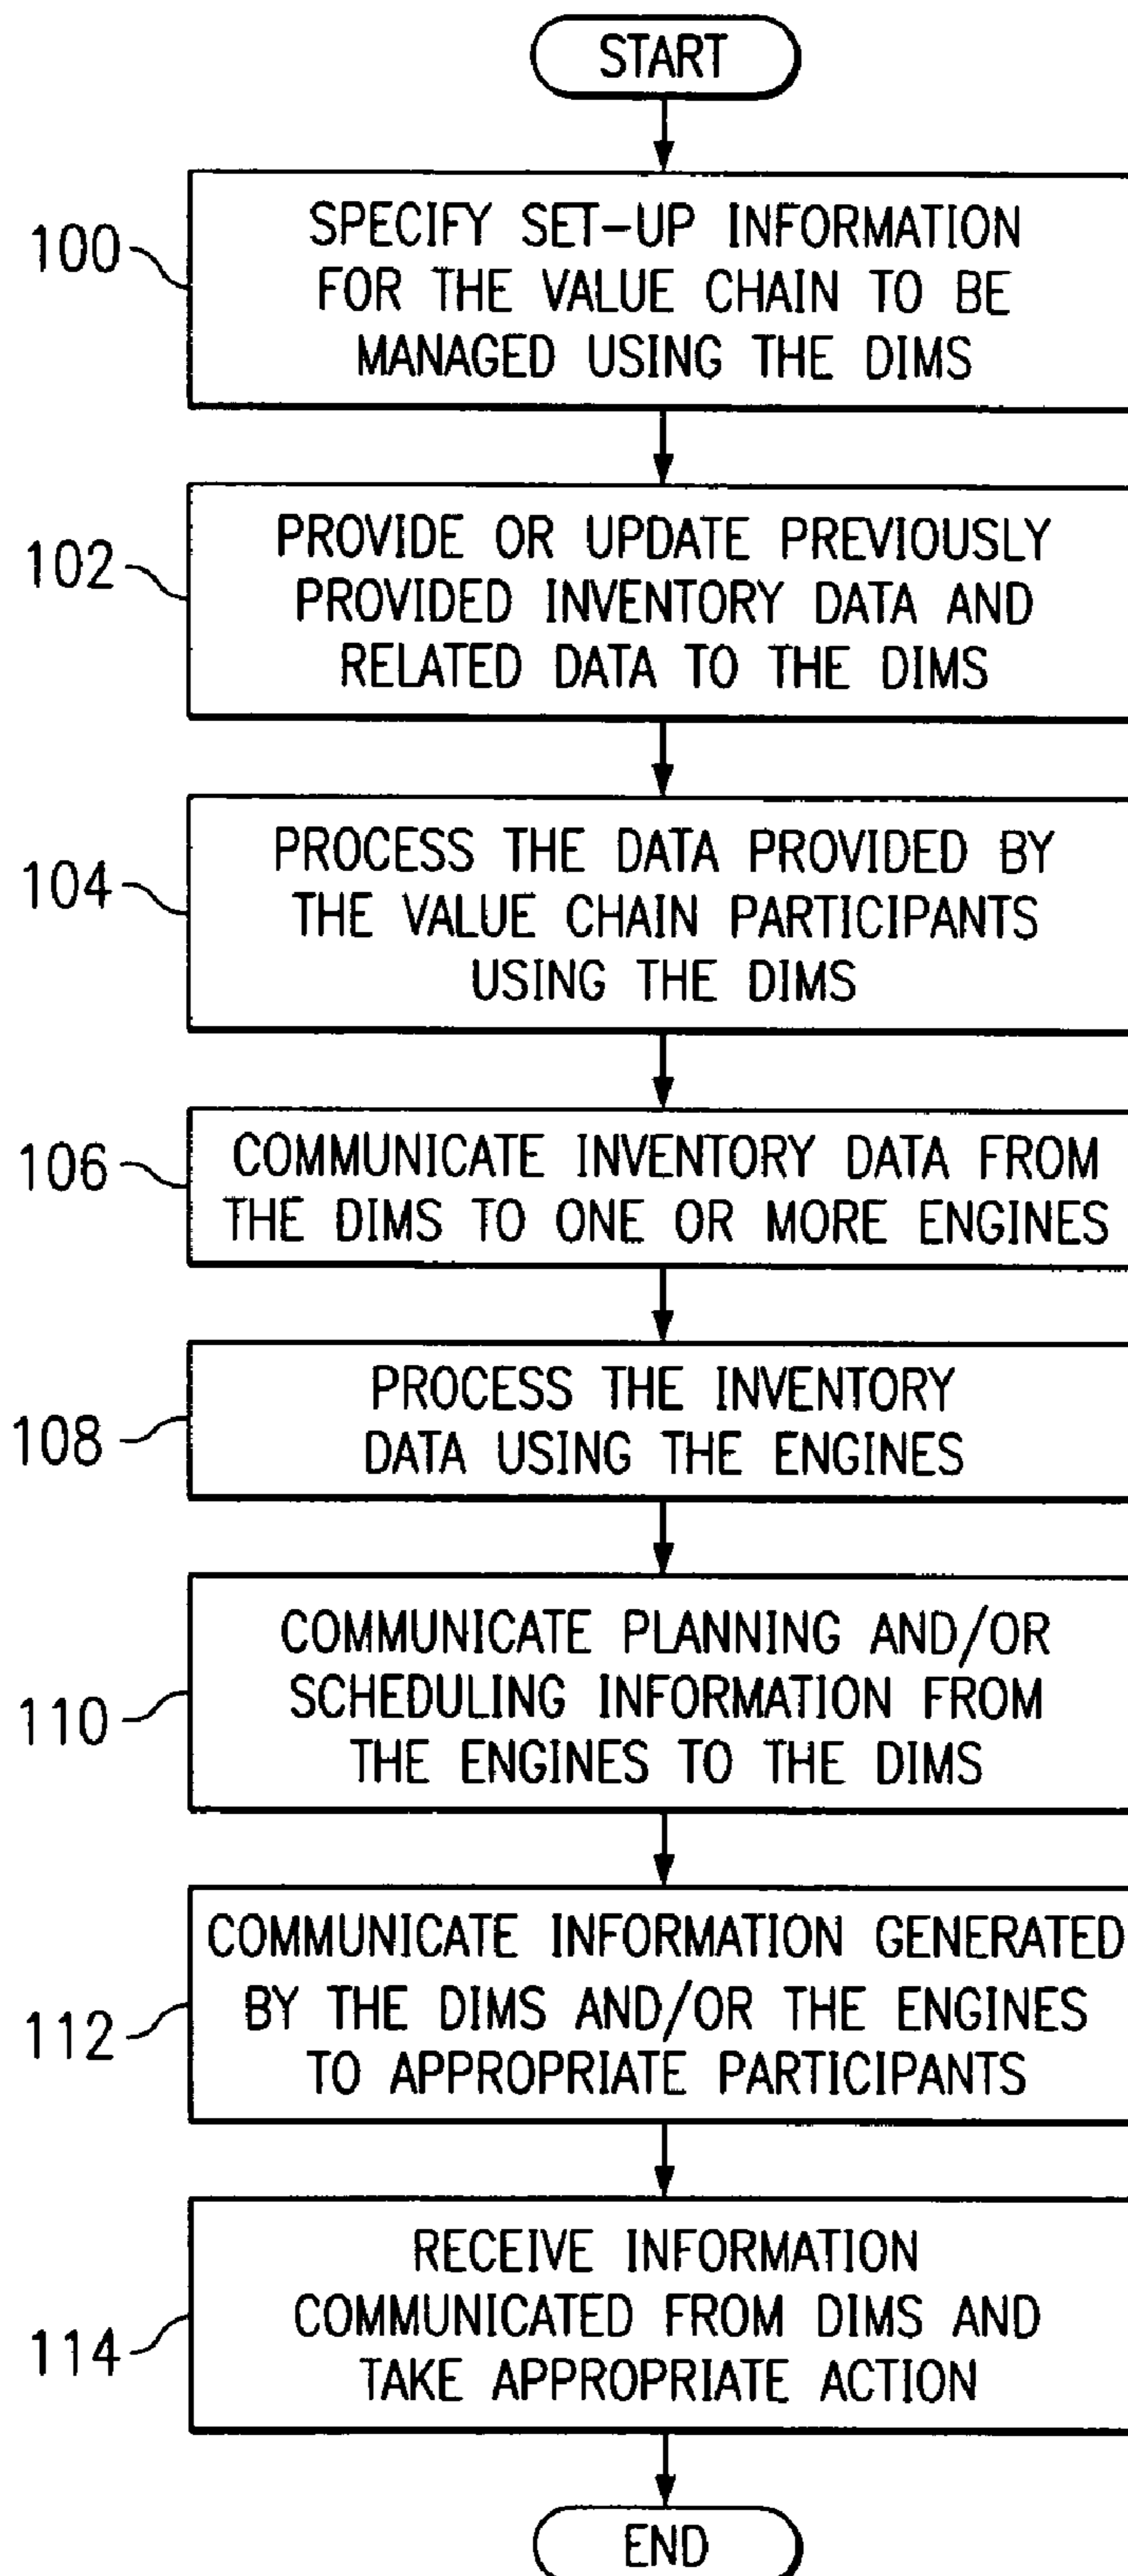 START
100
SPECIFY SET-UP INFORMATION
FOR THE VALUE CHAIN TO BE
MANAGED USING THE DIMS
102
PROVIDE OR UPDATE PREVIOUSLY
PROVIDED INVENTORY DATA AND
RELATED DATA TO THE DIMS
104
PROCESS THE DATA PROVIDED BY
THE VALUE CHAIN PARTICIPANTS
USING THE DIMS
106
COMMUNICATE INVENTORY DATA FROM
THE DIMS TO ONE OR MORE ENGINES
108
PROCESS THE INVENTORY
DATA USING THE ENGINES
110
COMMUNICATE PLANNING AND/OR
SCHEDULING INFORMATION FROM
THE ENGINES TO THE DIMS
112
COMMUNICATE INFORMATION GENERATED
BY THE DIMS AND/OR THE ENGINES
TO APPROPRIATE PARTICIPANTS
114
RECEIVE INFORMATION
COMMUNICATED FROM DIMS AND
TAKE APPROPRIATE ACTION
END